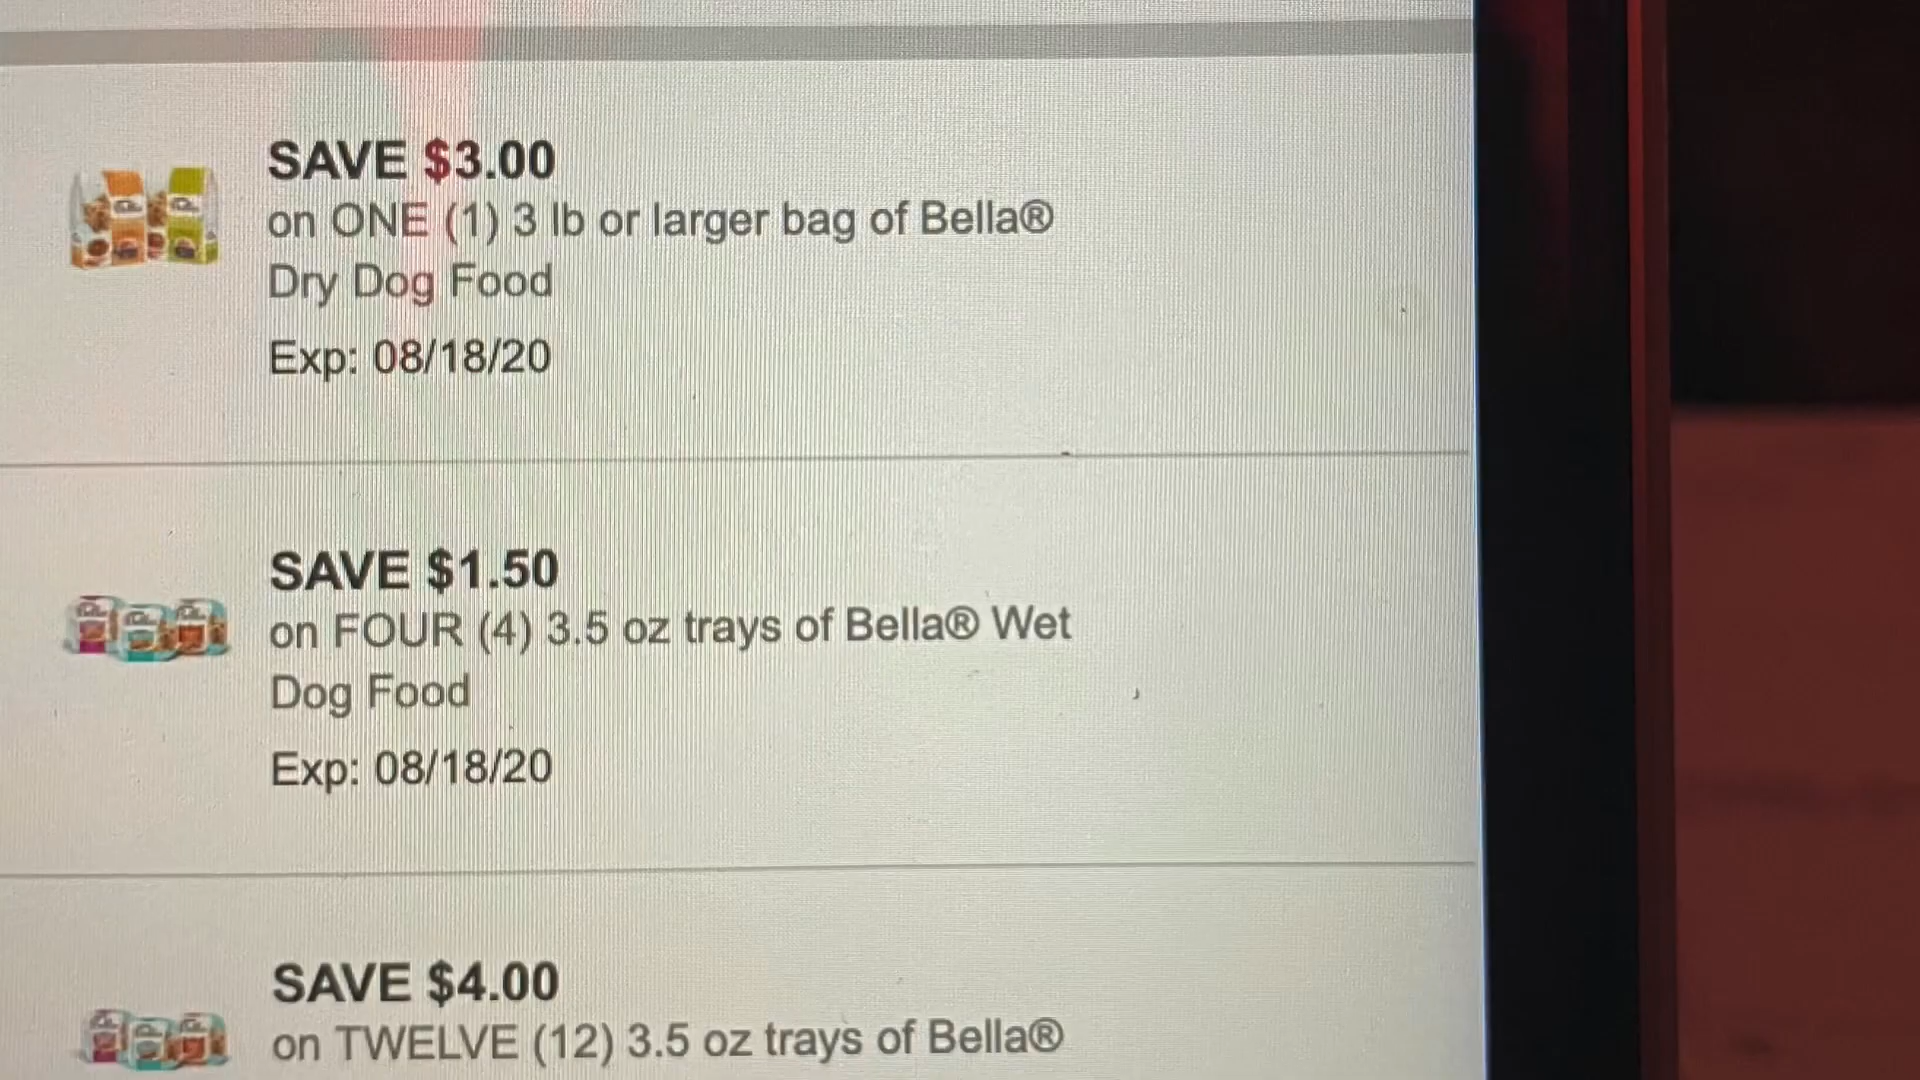 SAVE $3.00
on ONE (1) 3 lb or larger bag of Bella®
Dry Dog Food
Exp: 08/18/20
SAVE $1.50
on FOUR (4) 3.5 oz trays of Bella® Wet
Dog Food
Exp: 08/18/20
SAVE $4.00
on TWELVE (12) 3.5 oz trays of Bella®